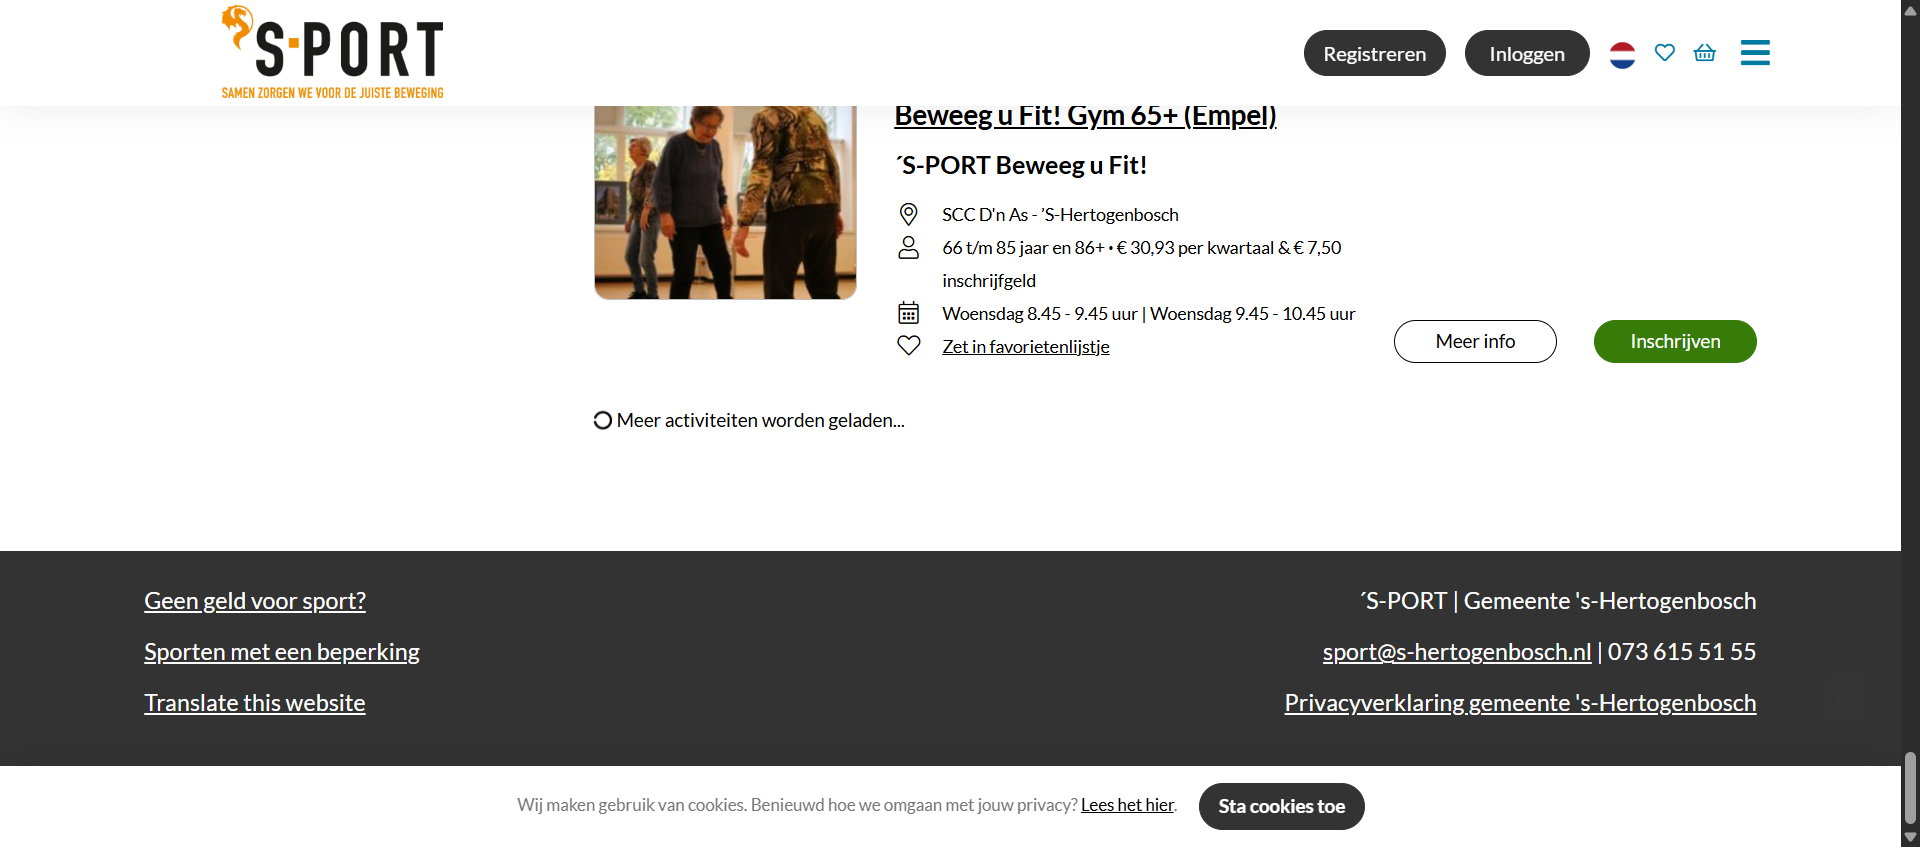 'S-PORT
SAMEN ZORGEN WE VOOR DE JUISTE BEWEGING
Registreren
Inloggen
Beweeg u Fit! Gym 65+ (Empel)
´S-PORT Beweeg u Fit!
SCC D'n As - ’S-Hertogenbosch
66 t/m 85 jaar en 86+ • € 30,93 per kwartaal & € 7,50
inschrijfgeld
Woensdag 8.45 - 9.45 uur | Woensdag 9.45 - 10.45 uur
Zet in favorietenlijstje
Meer info
Inschrijven
Meer activiteiten worden geladen...
Geen geld voor sport?
Sporten met een beperking
Translate this website
´S-PORT | Gemeente 's-Hertogenbosch
sport@s-hertogenbosch.nl | 073 615 51 55
Privacyverklaring gemeente 's-Hertogenbosch
Wij maken gebruik van cookies. Benieuwd hoe we omgaan met jouw privacy? Lees het hier.
Sta cookies toe